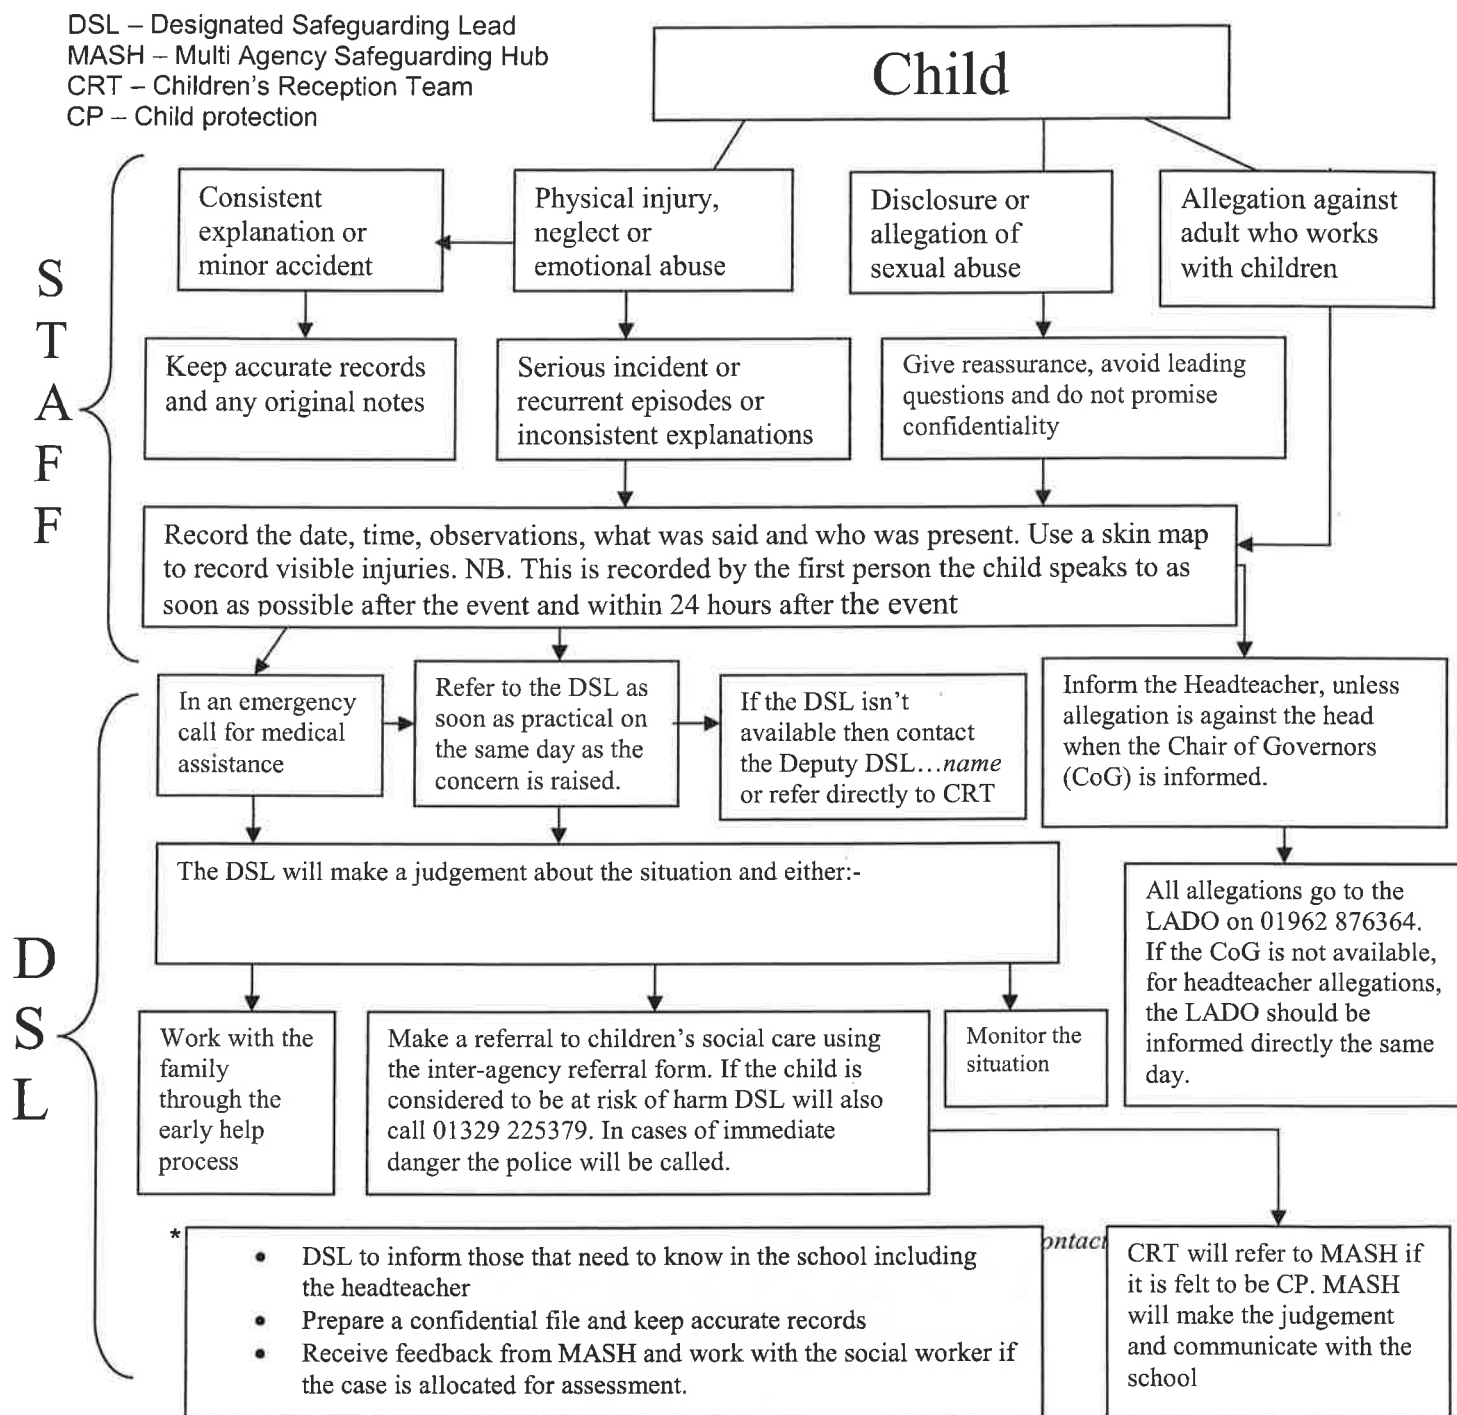 DSL – Designated Safeguarding Lead
MASH – Multi Agency Safeguarding Hub
CRT – Children's Reception Team
CP – Child protection
Child
STAFF
Consistent
explanation or
minor accident
Physical injury,
neglect or
emotional abuse
Disclosure or
allegation of
sexual abuse
Allegation against
adult who works
with children
Keep accurate records
and any original notes
Serious incident or
recurrent episodes or
inconsistent explanations
Give reassurance, avoid leading
questions and do not promise
confidentiality
Record the date, time, observations, what was said and who was present. Use a skin map
to record visible injuries. NB. This is recorded by the first person the child speaks to as
soon as possible after the event and within 24 hours after the event
DSL
In an emergency
call for medical
assistance
Refer to the DSL as
soon as practical on
the same day as the
concern is raised.
If the DSL isn't
available then contact
the Deputy DSL…name
or refer directly to CRT
Inform the Headteacher, unless
allegation is against the head
when the Chair of Governors
(CoG) is informed.
The DSL will make a judgement about the situation and either:-
All allegations go to the
LADO on 01962 876364.
If the CoG is not available,
for headteacher allegations,
the LADO should be
informed directly the same
day.
Work with the
family
through the
early help
process
Make a referral to children's social care using
the inter-agency referral form. If the child is
considered to be at risk of harm DSL will also
call 01329 225379. In cases of immediate
danger the police will be called.
Monitor the
situation
*
• DSL to inform those that need to know in the school including
the headteacher
• Prepare a confidential file and keep accurate records
• Receive feedback from MASH and work with the social worker if
the case is allocated for assessment.
CRT will refer to MASH if
it is felt to be CP. MASH
will make the judgement
and communicate with the
school